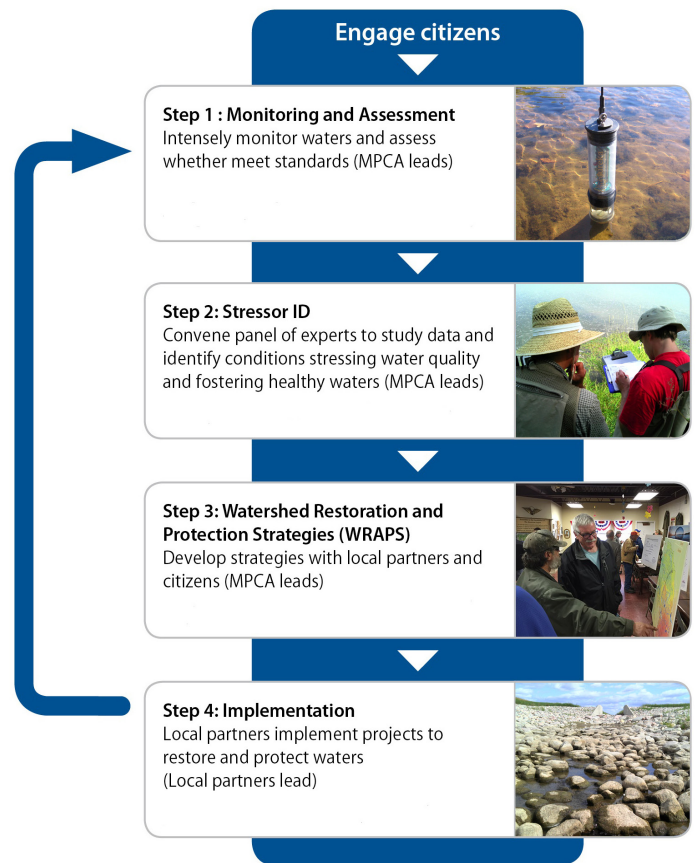 Engage citizens
Step 1 : Monitoring and Assessment
Intensely monitor waters and assess
whether meet standards (MPCA leads)
Step 2: Stressor ID
Convene panel of experts to study data and
identify conditions stressing water quality
and fostering healthy waters (MPCA leads)
Step 3: Watershed Restoration and
Protection Strategies (WRAPS)
Develop strategies with local partners and
citizens (MPCA leads)
Step 4: Implementation
Local partners implement projects to
restore and protect waters
(Local partners lead)